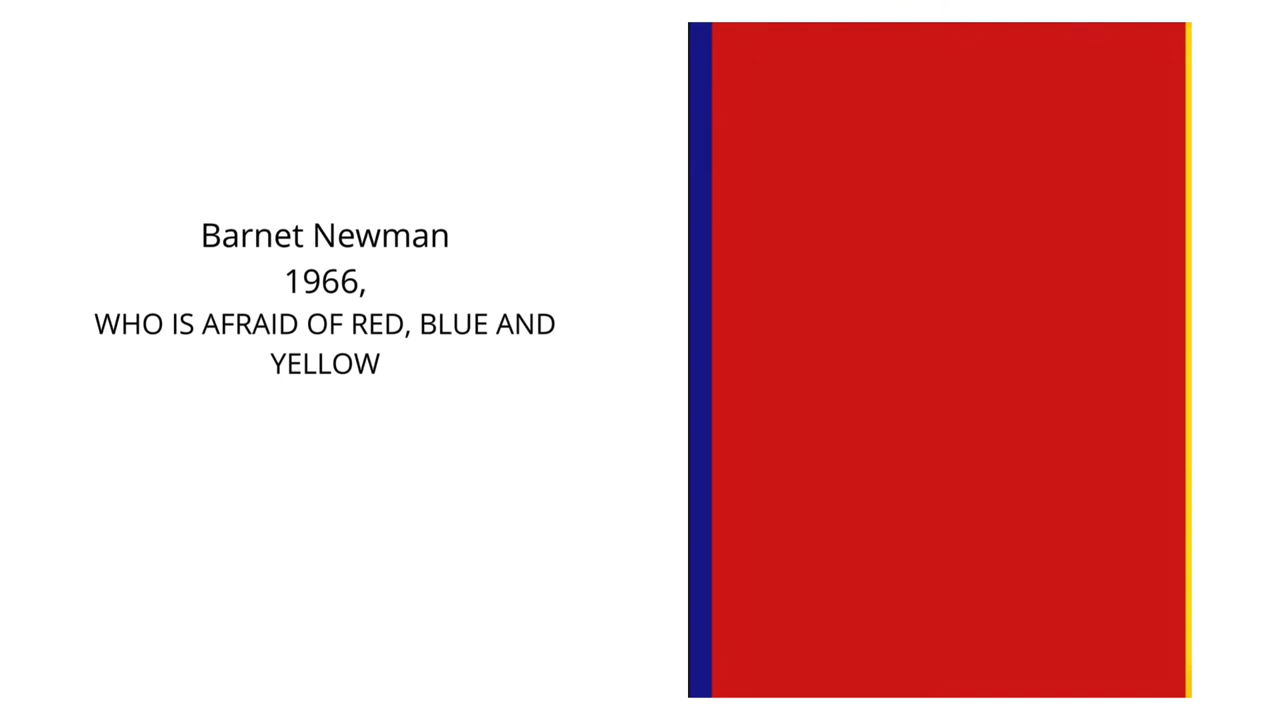 Barnet Newman
1966,
WHO IS AFRAID OF RED, BLUE AND
YELLOW